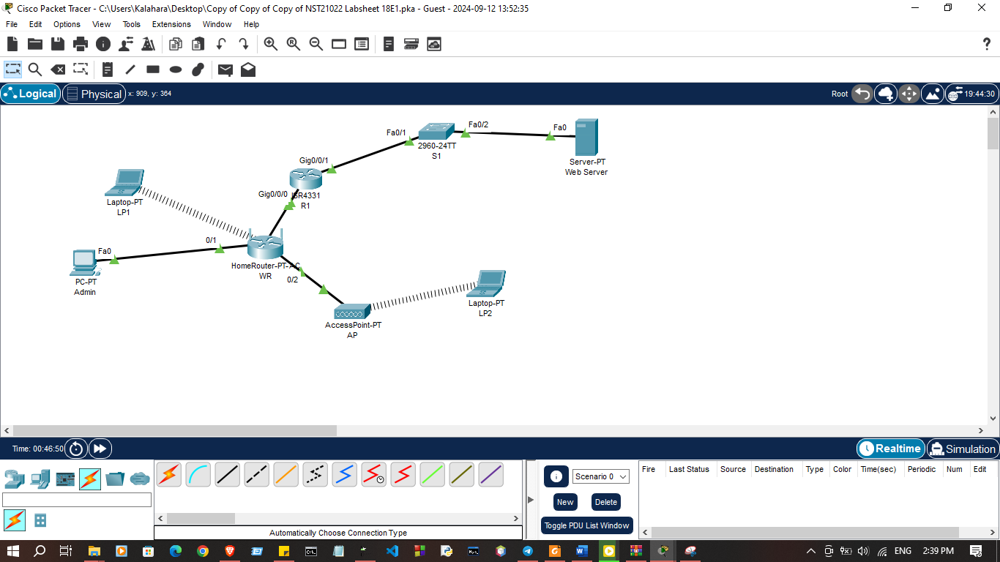 Cisco Packet Tracer - C:\Users\Kalahara\Desktop\Copy of Copy of Copy of NST21022 Labsheet 18E1.pka - Guest - 2024-09-12 13:52:35
File Edit Options View Tools Extensions Window Help
Logical Physical x: 909, y: 364 Root 19:44:30
Fa0/1 Fa0/2 Fa0
2960-24TT
S1
Server-PT
Web Server
Gig0/0/1
Gig0/0/0 ISR4331
R1
Laptop-PT
LP1
0/1
Fa0
HomeRouter-PT-AC
WR
0/2
PC-PT
Admin
Laptop-PT
LP2
AccessPoint-PT
AP
Time: 00:46:50 Realtime Simulation
Scenario 0
New Delete
Toggle PDU List Window
Fire Last Status Source Destination Type Color Time(sec) Periodic Num Edit
Automatically Choose Connection Type
ENG 2:39 PM